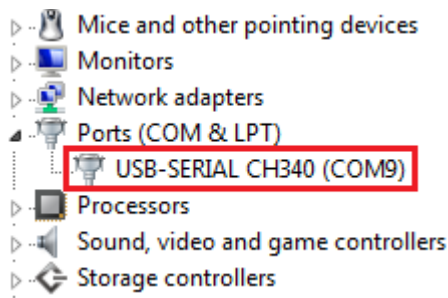 Mice and other pointing devices
Monitors
Network adapters
Ports (COM & LPT)
USB-SERIAL CH340 (COM9)
Processors
Sound, video and game controllers
Storage controllers